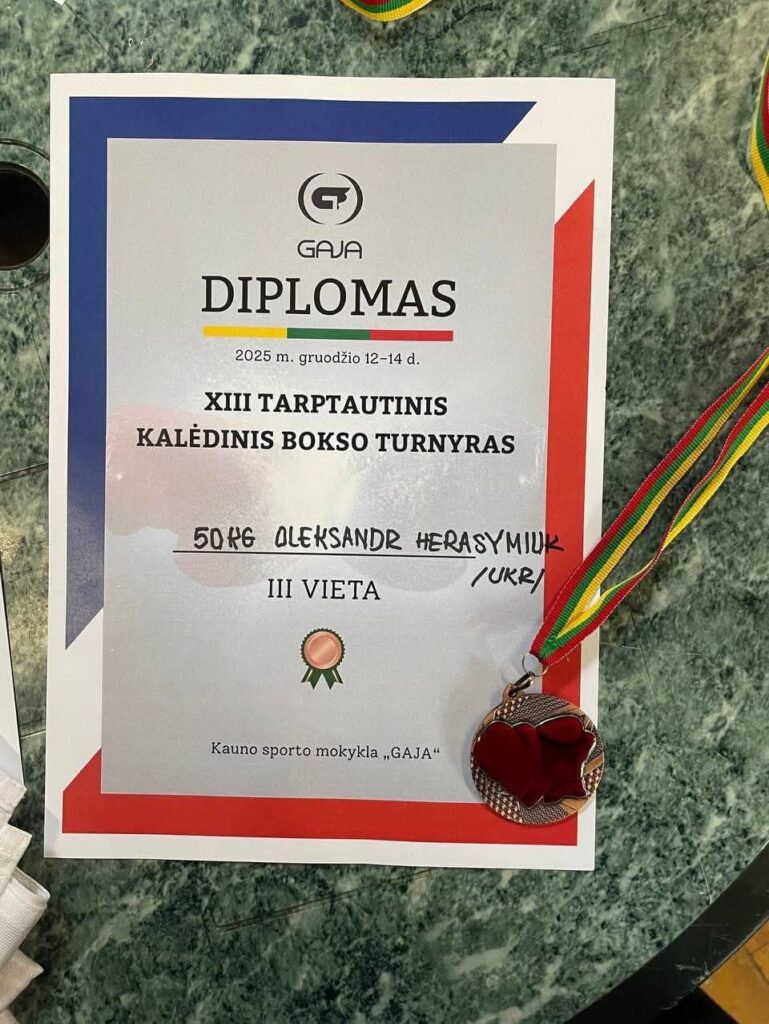 GAJA
DIPLOMAS
2025 m. gruodžio 12–14 d.
XIII TARPTAUTINIS
KALĖDINIS BOKSO TURNYRAS
50KG OLEKSANDR HERASYMIUK
/UKR/
III VIETA
Kauno sporto mokykla „GAJA“